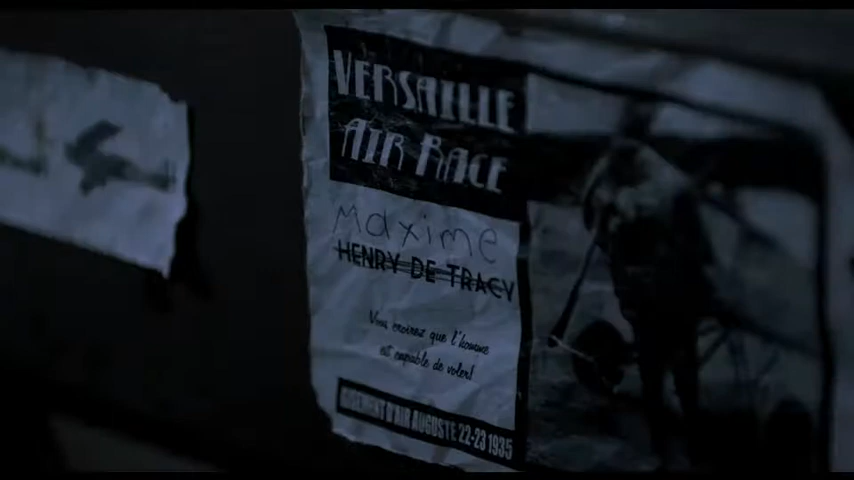 VERSAILLE
AIR RACE
Maxime
HENRY DE TRACY
Vous croirez que l'homme
est capable de voler!
D'AIR AUGUSTE 22-23 1935